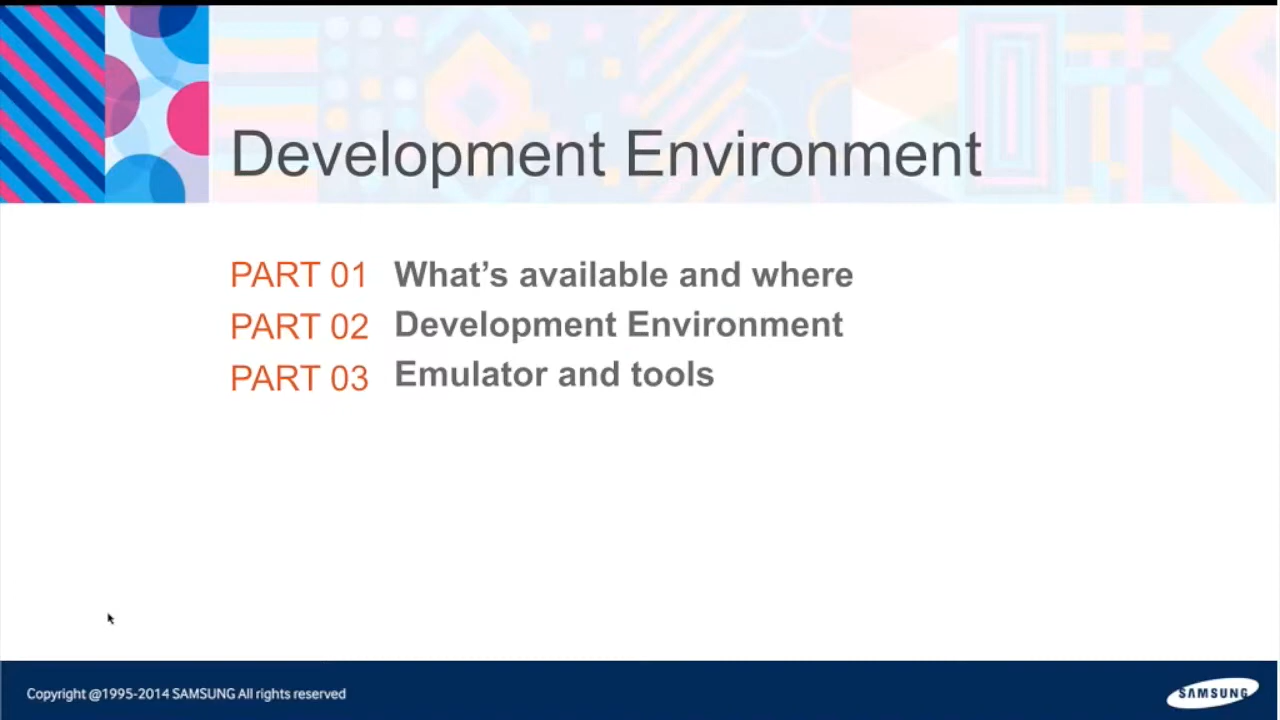 Development Environment
PART 01 What’s available and where
PART 02 Development Environment
PART 03 Emulator and tools
Copyright @1995-2014 SAMSUNG All rights reserved
SAMSUNG